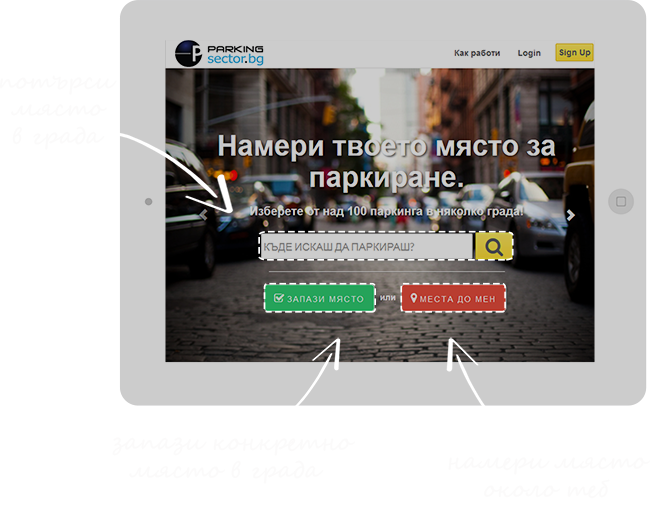 PARKING
sector.bg
Как работи Login Sign Up
потърси
място
в града
Намери твоето място за
паркиране.
Изберете от над 100 паркинга в няколко града!
КЪДЕ ИСКАШ ДА ПАРКИРАШ?
ЗАПАЗИ МЯСТО или МЕСТА ДО МЕН
запази конкретно
място в града
намери място
около теб